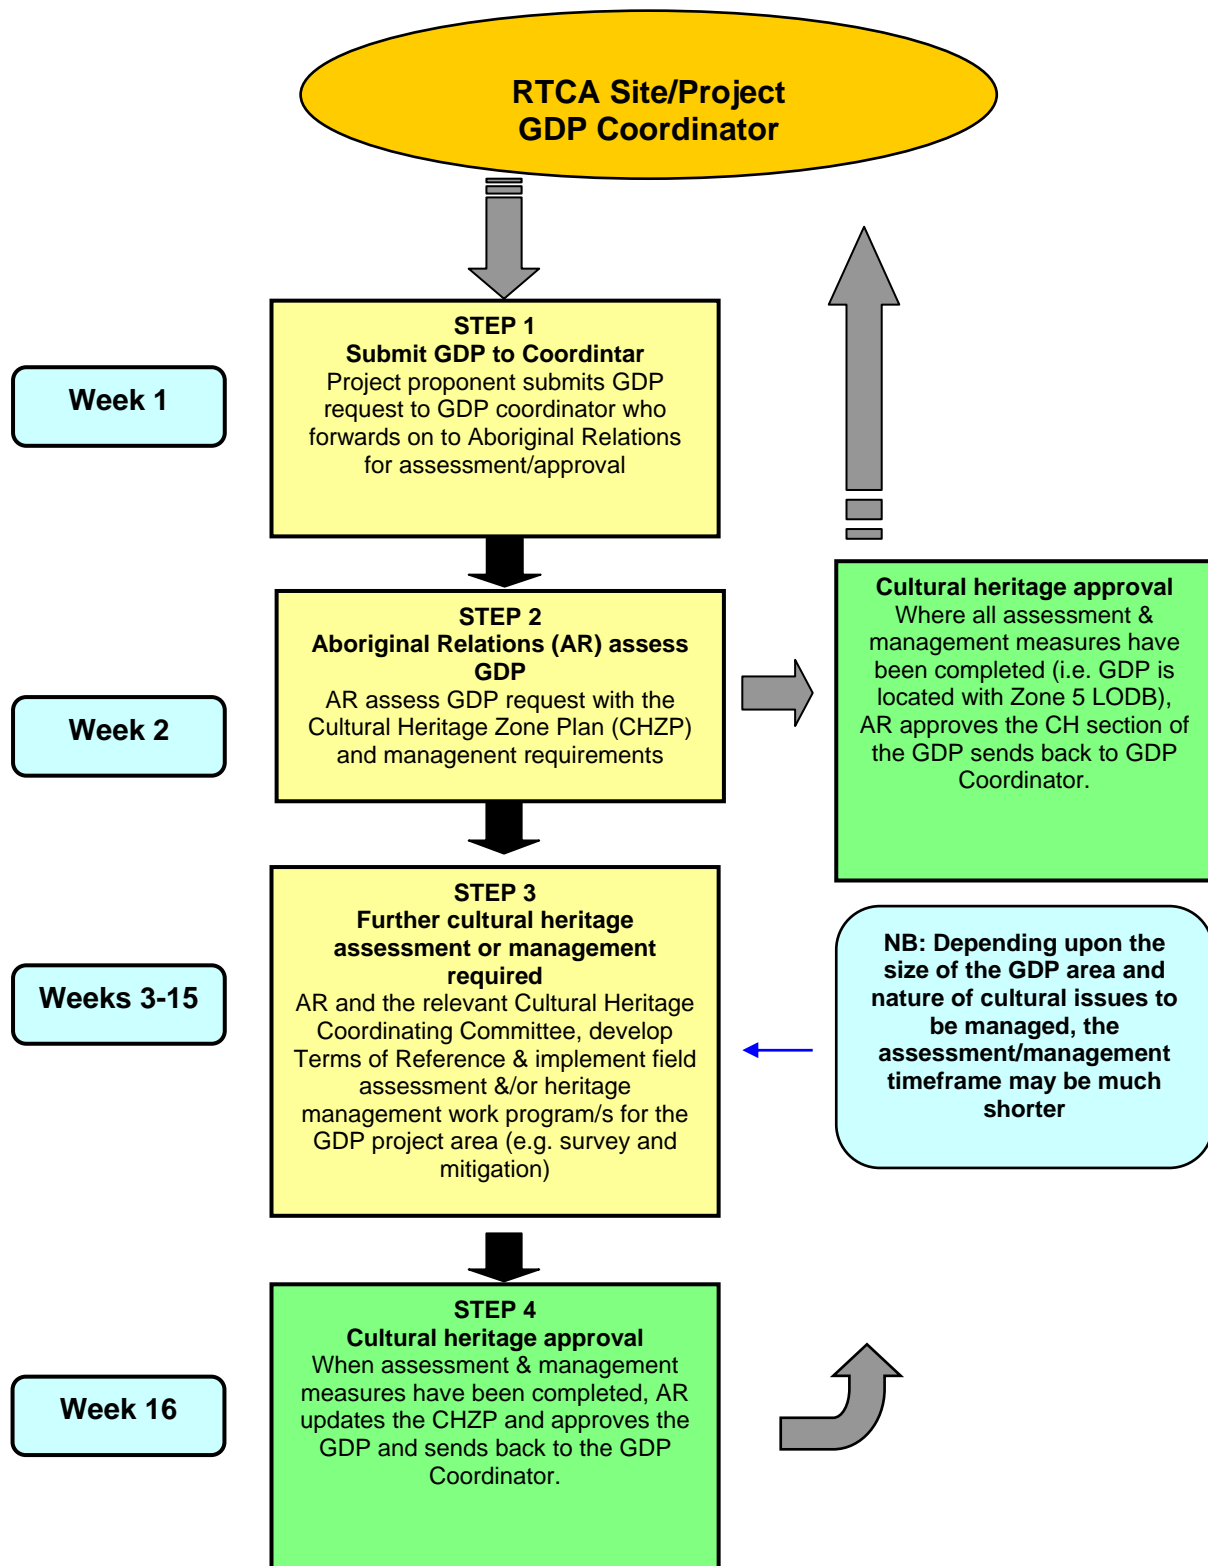 RTCA Site/Project
GDP Coordinator
Week 1
STEP 1
Submit GDP to Coordintar
Project proponent submits GDP
request to GDP coordinator who
forwards on to Aboriginal Relations
for assessment/approval
Week 2
STEP 2
Aboriginal Relations (AR) assess
GDP
AR assess GDP request with the
Cultural Heritage Zone Plan (CHZP)
and managenent requirements
Cultural heritage approval
Where all assessment &
management measures have
been completed (i.e. GDP is
located with Zone 5 LODB),
AR approves the CH section of
the GDP sends back to GDP
Coordinator.
Weeks 3-15
STEP 3
Further cultural heritage
assessment or management
required
AR and the relevant Cultural Heritage
Coordinating Committee, develop
Terms of Reference & implement field
assessment &/or heritage
management work program/s for the
GDP project area (e.g. survey and
mitigation)
NB: Depending upon the
size of the GDP area and
nature of cultural issues to
be managed, the
assessment/management
timeframe may be much
shorter
Week 16
STEP 4
Cultural heritage approval
When assessment & management
measures have been completed, AR
updates the CHZP and approves the
GDP and sends back to the GDP
Coordinator.